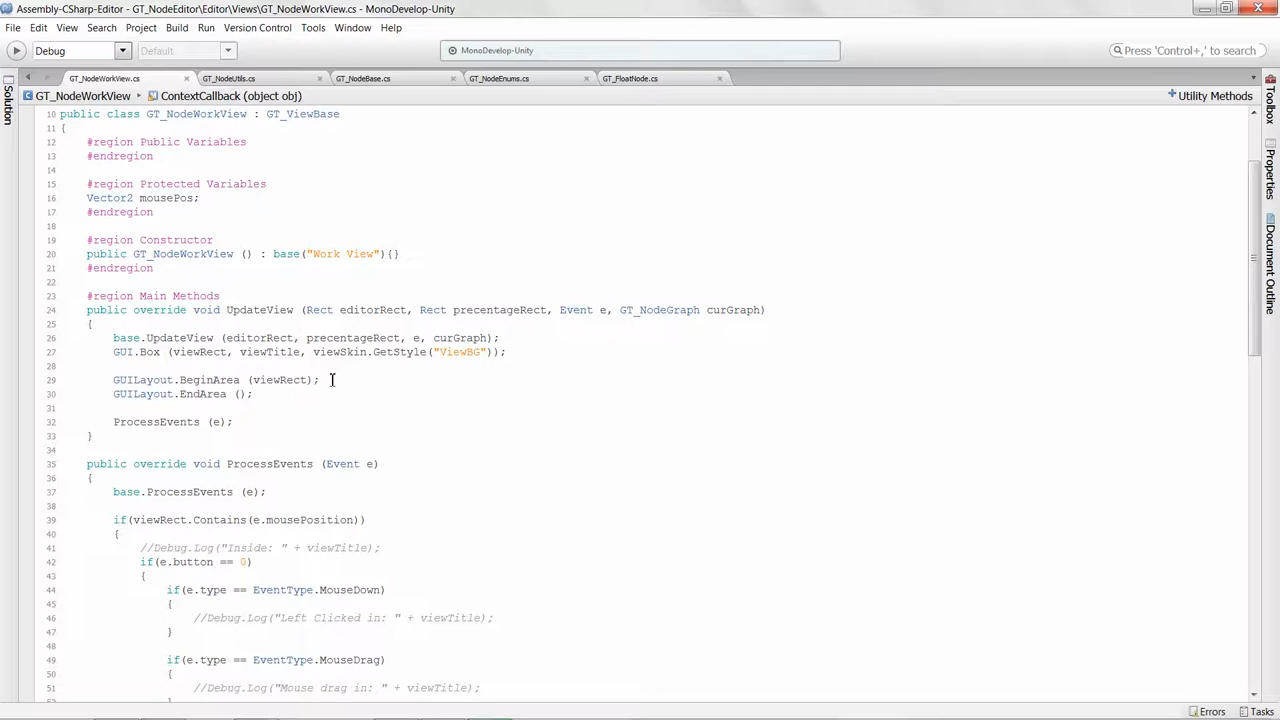 Assembly-CSharp-Editor - GT_NodeEditor\Editor\Views\GT_NodeWorkView.cs - MonoDevelop-Unity
File Edit View Search Project Build Run Version Control Tools Window Help
Debug Default MonoDevelop-Unity Press 'Control+,' to search
GT_NodeWorkView.cs GT_NodeUtils.cs GT_NodeBase.cs GT_NodeEnums.cs GT_FloatNode.cs
GT_NodeWorkView ContextCallback (object obj) Utility Methods
Solution
Toolbox
Properties
Document Outline
10 public class GT_NodeWorkView : GT_ViewBase
11 {
12 #region Public Variables
13 #endregion
14
15 #region Protected Variables
16 Vector2 mousePos;
17 #endregion
18
19 #region Constructor
20 public GT_NodeWorkView () : base("Work View"){}
21 #endregion
22
23 #region Main Methods
24 public override void UpdateView (Rect editorRect, Rect precentageRect, Event e, GT_NodeGraph curGraph)
25 {
26 base.UpdateView (editorRect, precentageRect, e, curGraph);
27 GUI.Box (viewRect, viewTitle, viewSkin.GetStyle("ViewBG"));
28
29 GUILayout.BeginArea (viewRect);
30 GUILayout.EndArea ();
31
32 ProcessEvents (e);
33 }
34
35 public override void ProcessEvents (Event e)
36 {
37 base.ProcessEvents (e);
38
39 if(viewRect.Contains(e.mousePosition))
40 {
41 //Debug.Log("Inside: " + viewTitle);
42 if(e.button == 0)
43 {
44 if(e.type == EventType.MouseDown)
45 {
46 //Debug.Log("Left Clicked in: " + viewTitle);
47 }
48
49 if(e.type == EventType.MouseDrag)
50 {
51 //Debug.Log("Mouse drag in: " + viewTitle);
Errors Tasks